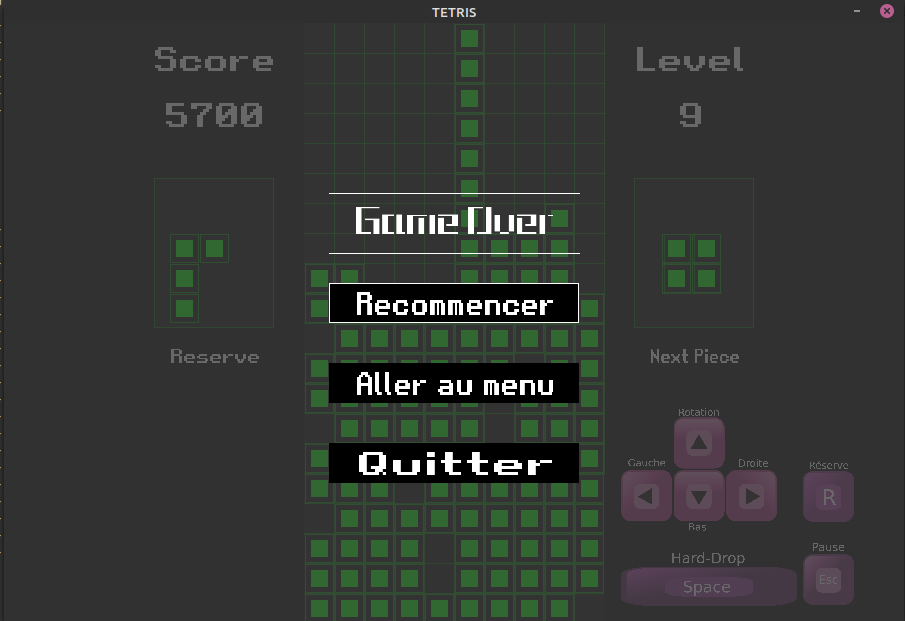 TETRIS
Score
5700
Level
9
Game Over
Recommencer
Aller au menu
Quitter
Reserve
Next Piece
Rotation
Gauche
Droite
Réserve
R
Bas
Hard-Drop
Space
Pause
Esc